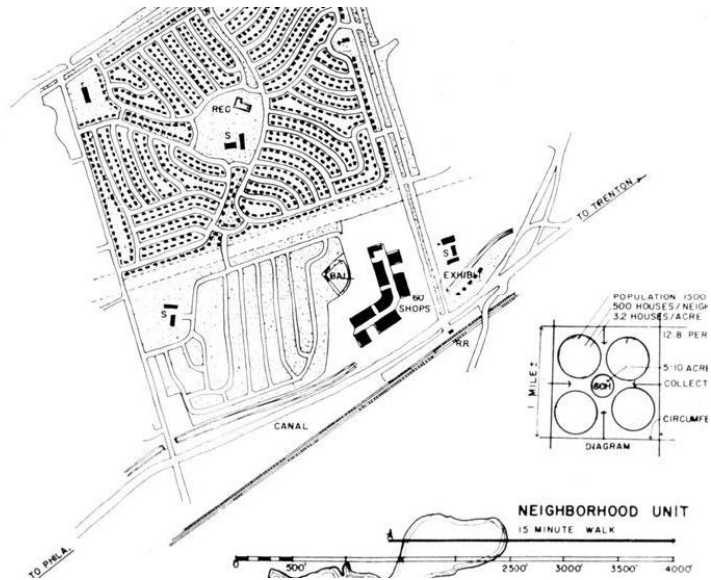 REC
S
TO TRENTON
BALL
S
EXHIBIT
S
60
SHOPS
R.R
CANAL
TO PHILA.
POPULATION 1500
500 HOUSES/NEIGH
3.2 HOUSES/ACRE
12.8 PER
5-10 ACRE
SCH
COLLECT
1 MILE ±
CIRCUMFE
DIAGRAM
NEIGHBORHOOD UNIT
15 MINUTE WALK
A
0 500' 2500' 3000' 3500' 4000'